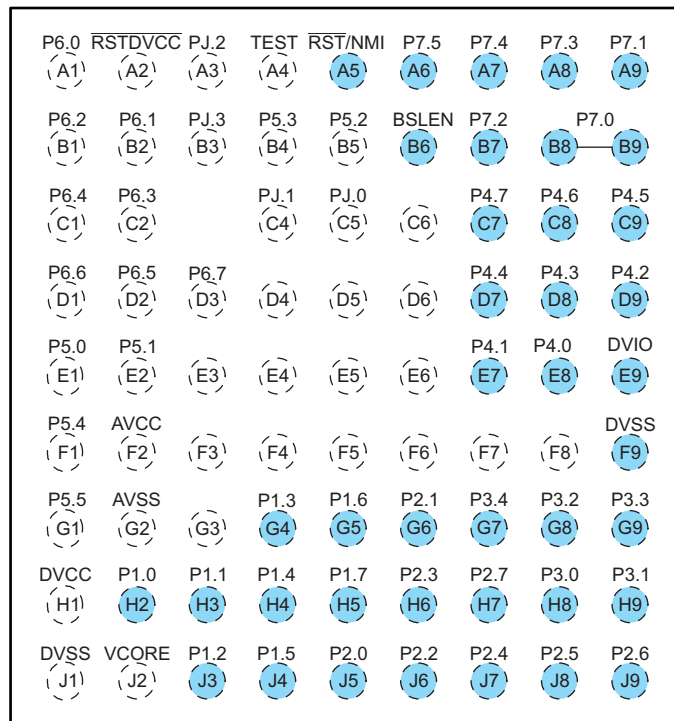 P6.0 RSTDVCC PJ.2 TEST RST/NMI P7.5 P7.4 P7.3 P7.1
A1 A2 A3 A4 A5 A6 A7 A8 A9
P6.2 P6.1 PJ.3 P5.3 P5.2 BSLEN P7.2 P7.0
B1 B2 B3 B4 B5 B6 B7 B8 B9
P6.4 P6.3 PJ.1 PJ.0 P4.7 P4.6 P4.5
C1 C2 C4 C5 C6 C7 C8 C9
P6.6 P6.5 P6.7 P4.4 P4.3 P4.2
D1 D2 D3 D4 D5 D6 D7 D8 D9
P5.0 P5.1 P4.1 P4.0 DVIO
E1 E2 E3 E4 E5 E6 E7 E8 E9
P5.4 AVCC DVSS
F1 F2 F3 F4 F5 F6 F7 F8 F9
P5.5 AVSS P1.3 P1.6 P2.1 P3.4 P3.2 P3.3
G1 G2 G3 G4 G5 G6 G7 G8 G9
DVCC P1.0 P1.1 P1.4 P1.7 P2.3 P2.7 P3.0 P3.1
H1 H2 H3 H4 H5 H6 H7 H8 H9
DVSS VCORE P1.2 P1.5 P2.0 P2.2 P2.4 P2.5 P2.6
J1 J2 J3 J4 J5 J6 J7 J8 J9